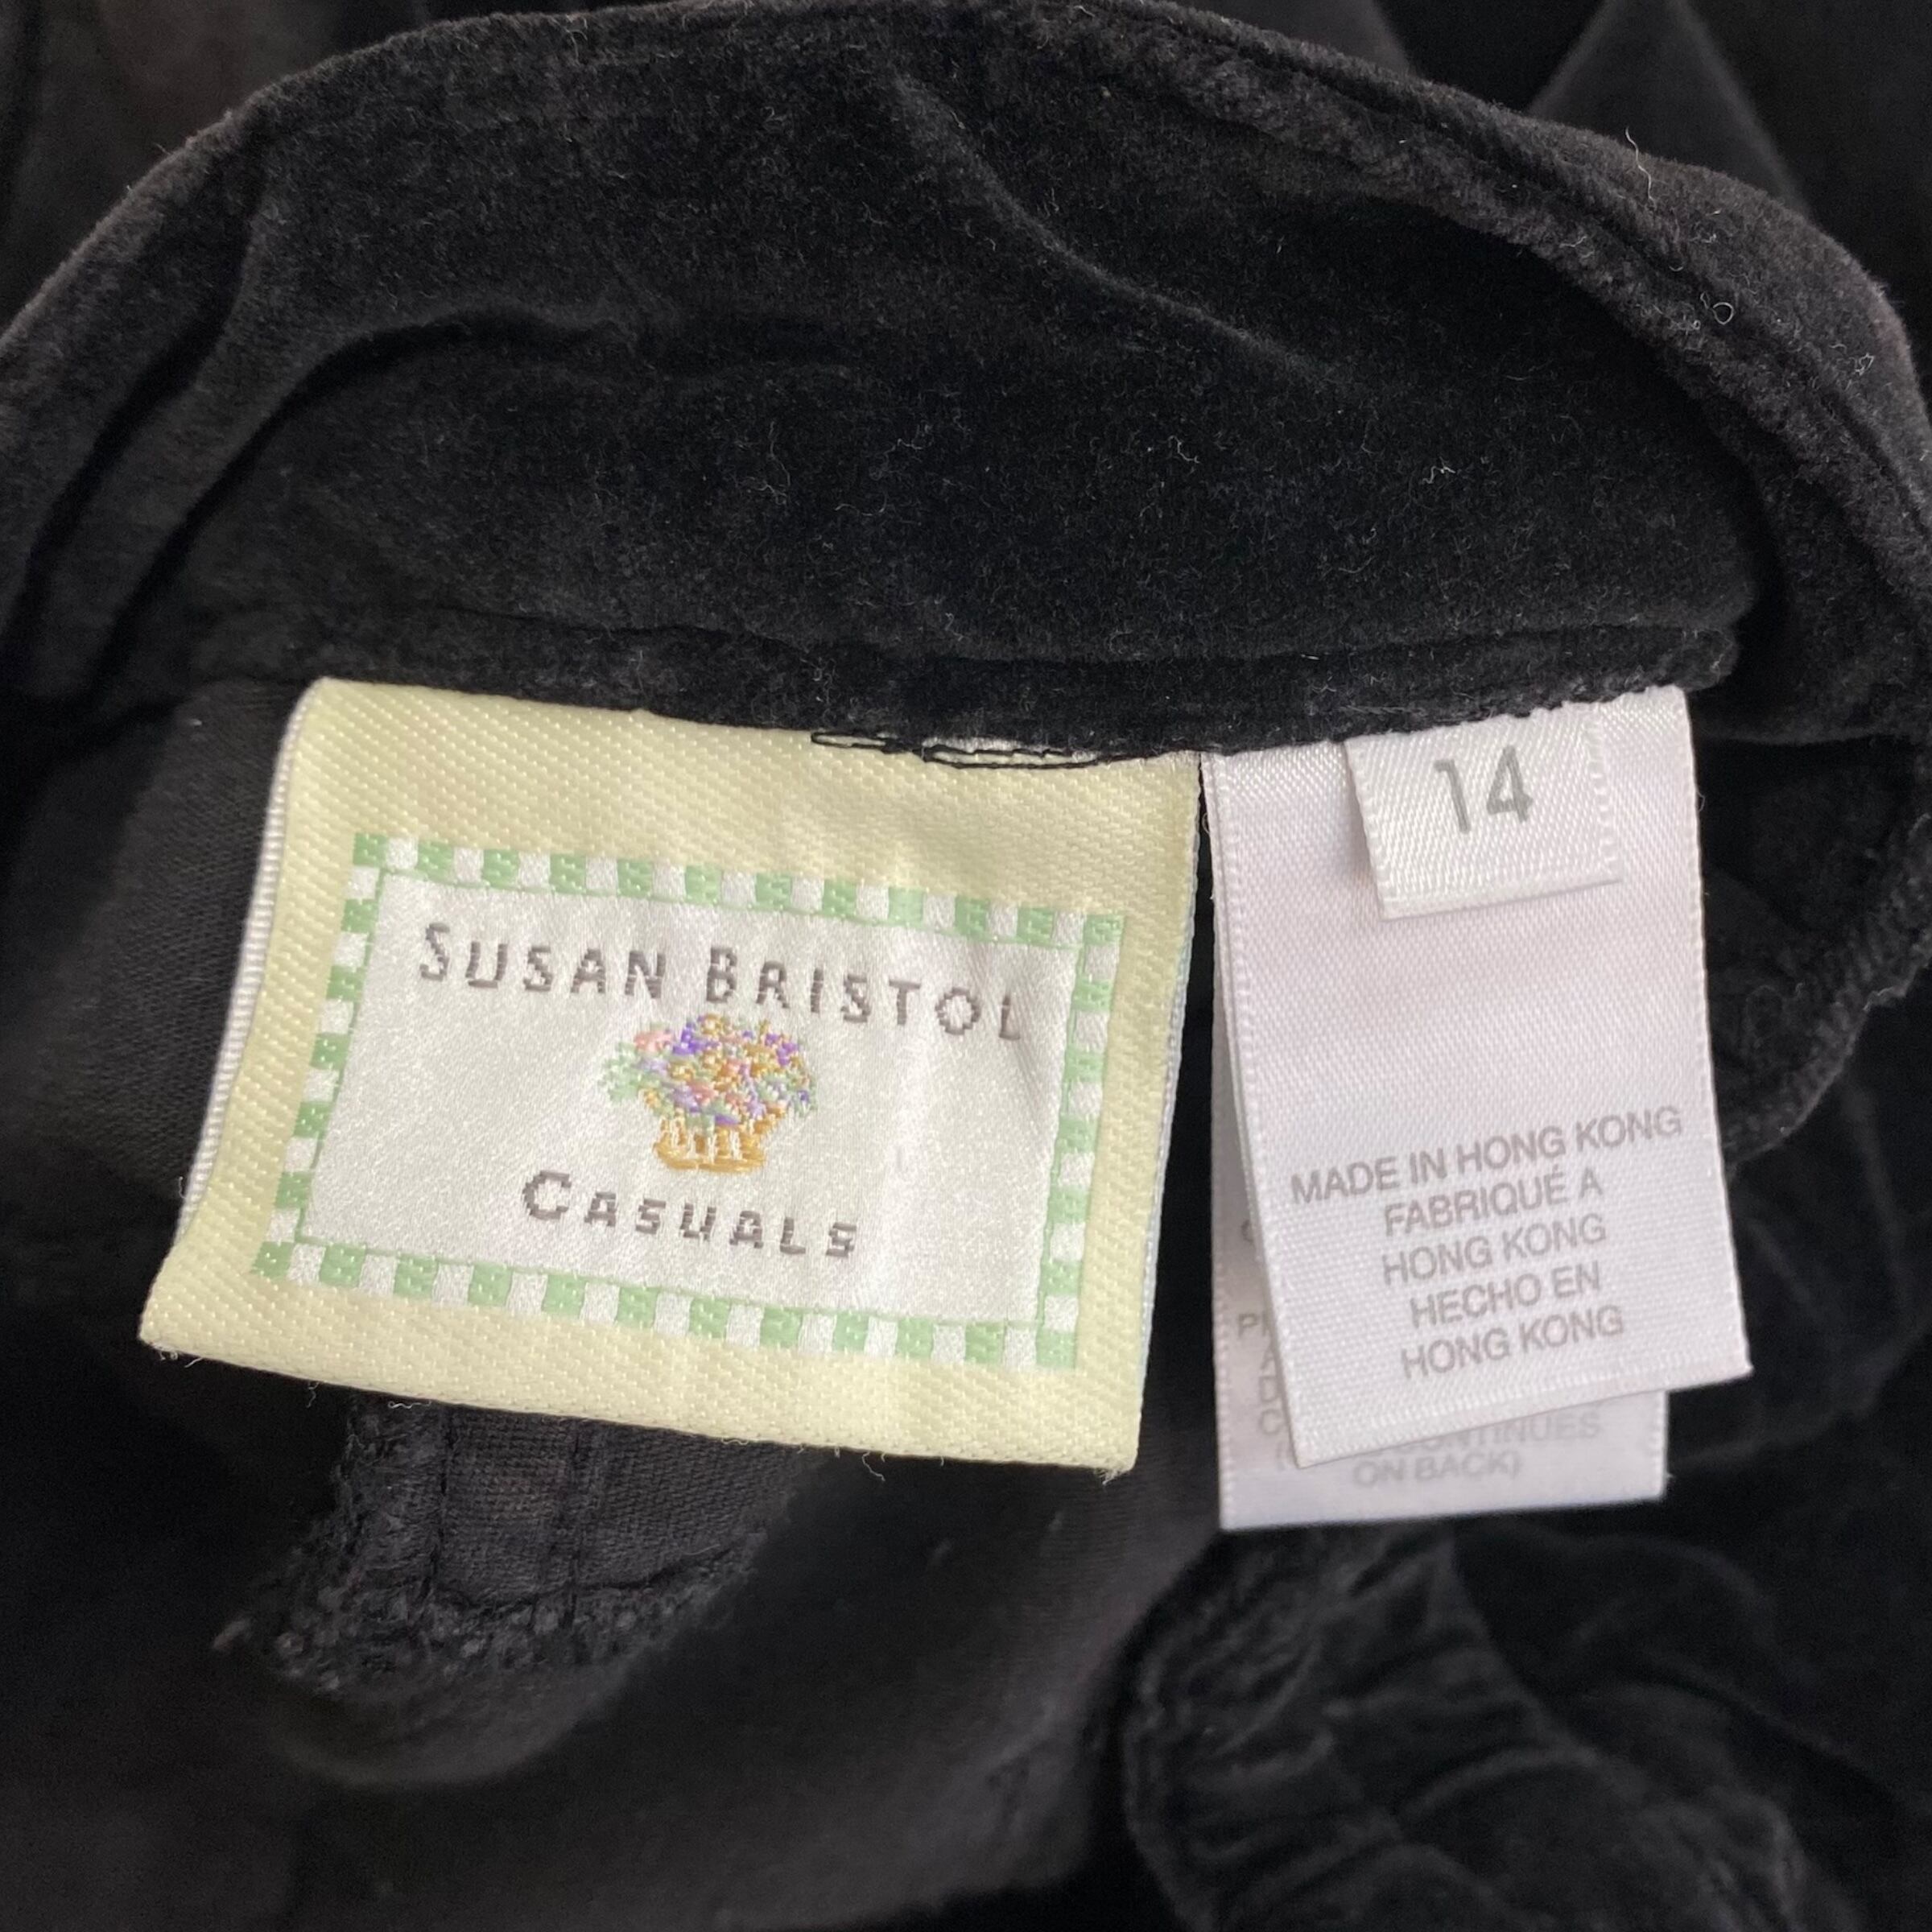 SUSAN BRISTOL
CASUALS
14
MADE IN HONG KONG
FABRIQUÉ A
HONG KONG
HECHO EN
HONG KONG
ON BACK)